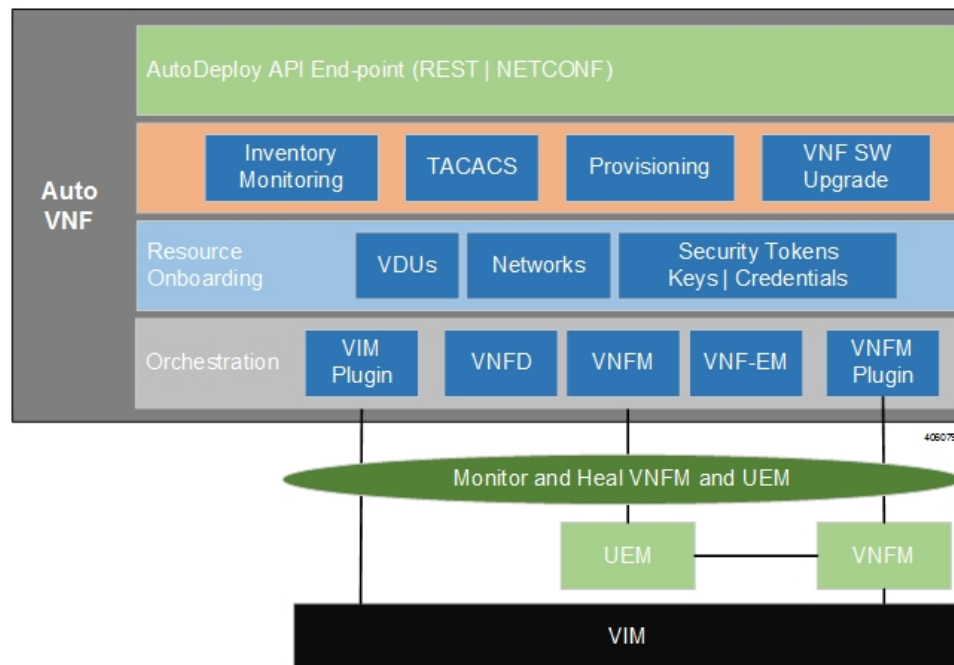 AutoDeploy API End-point (REST | NETCONF)
Auto
VNF
Inventory
Monitoring
TACACS
Provisioning
VNF SW
Upgrade
Resource
Onboarding
VDUs
Networks
Security Tokens
Keys | Credentials
Orchestration
VIM
Plugin
VNFD
VNFM
VNF-EM
VNFM
Plugin
406079
Monitor and Heal VNFM and UEM
UEM
VNFM
VIM